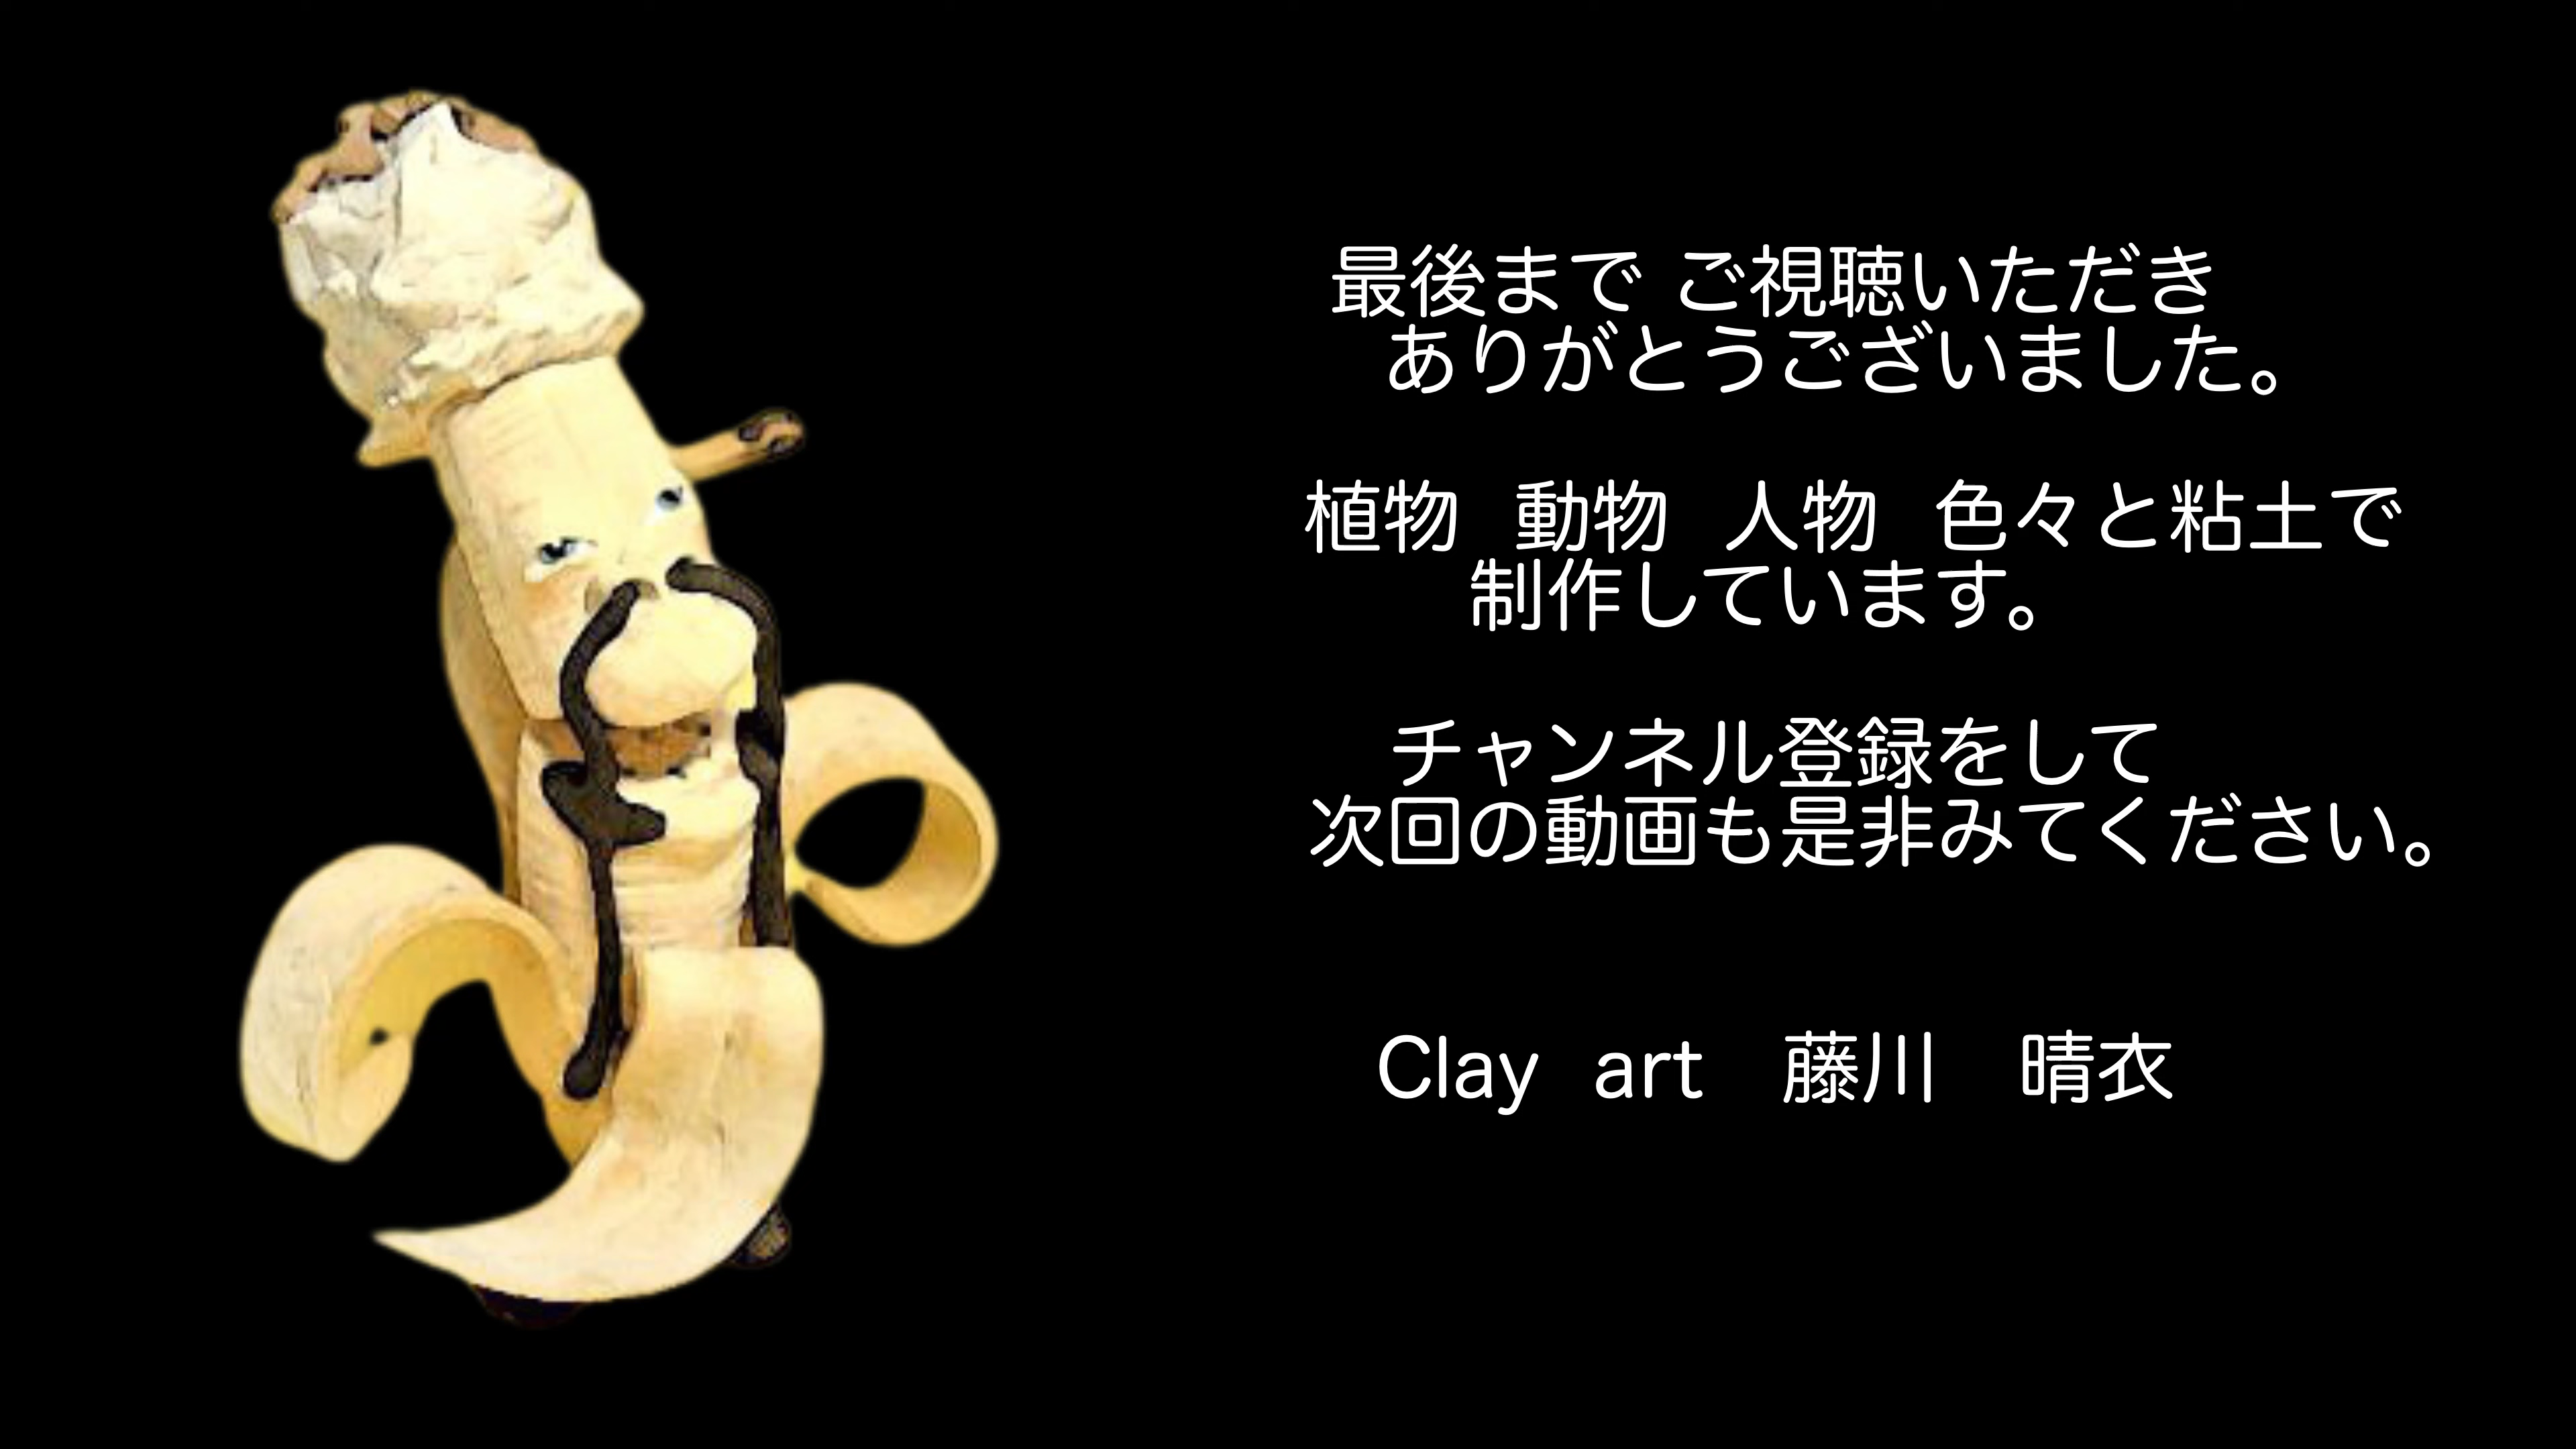 最後まで ご視聴いただき
ありがとうございました。
植物 動物 人物 色々と粘土で
制作しています。
チャンネル登録をして
次回の動画も是非みてください。
Clay art 藤川 晴衣